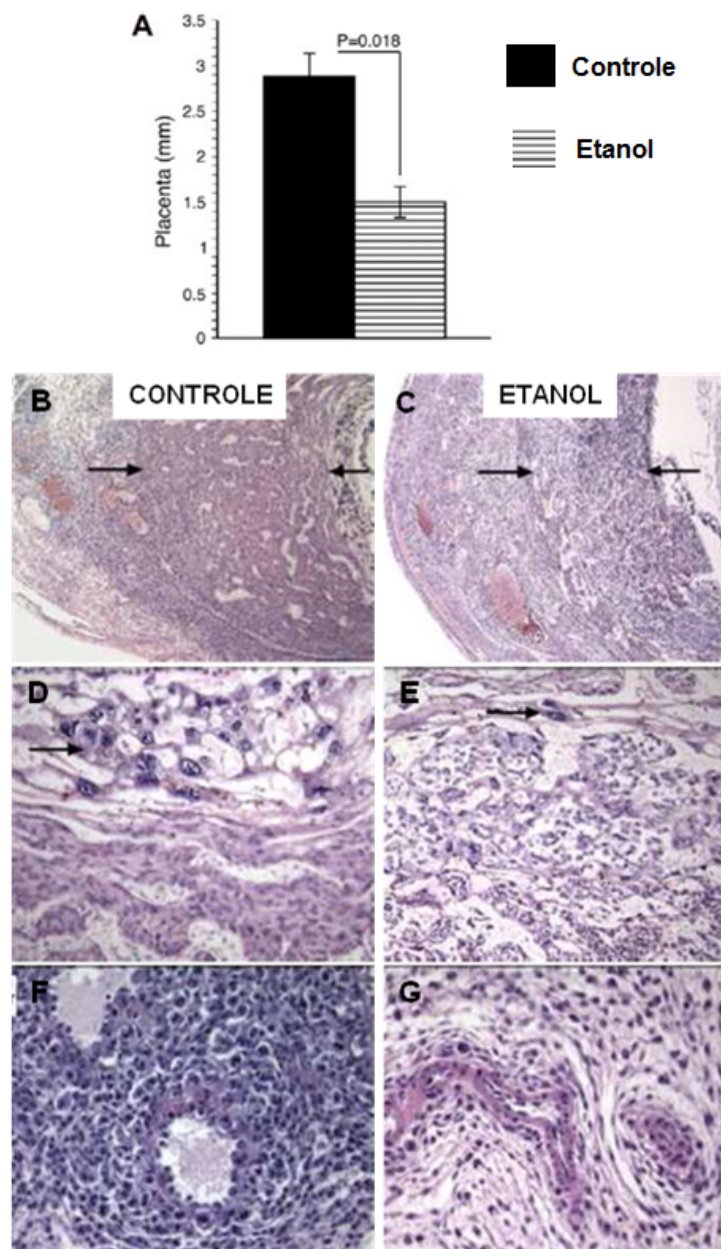 A
P=0.018
Placenta (mm)
3.5
3
2.5
2
1.5
1
0.5
0
Controle
Etanol
B
CONTROLE
C
ETANOL
D
E
F
G